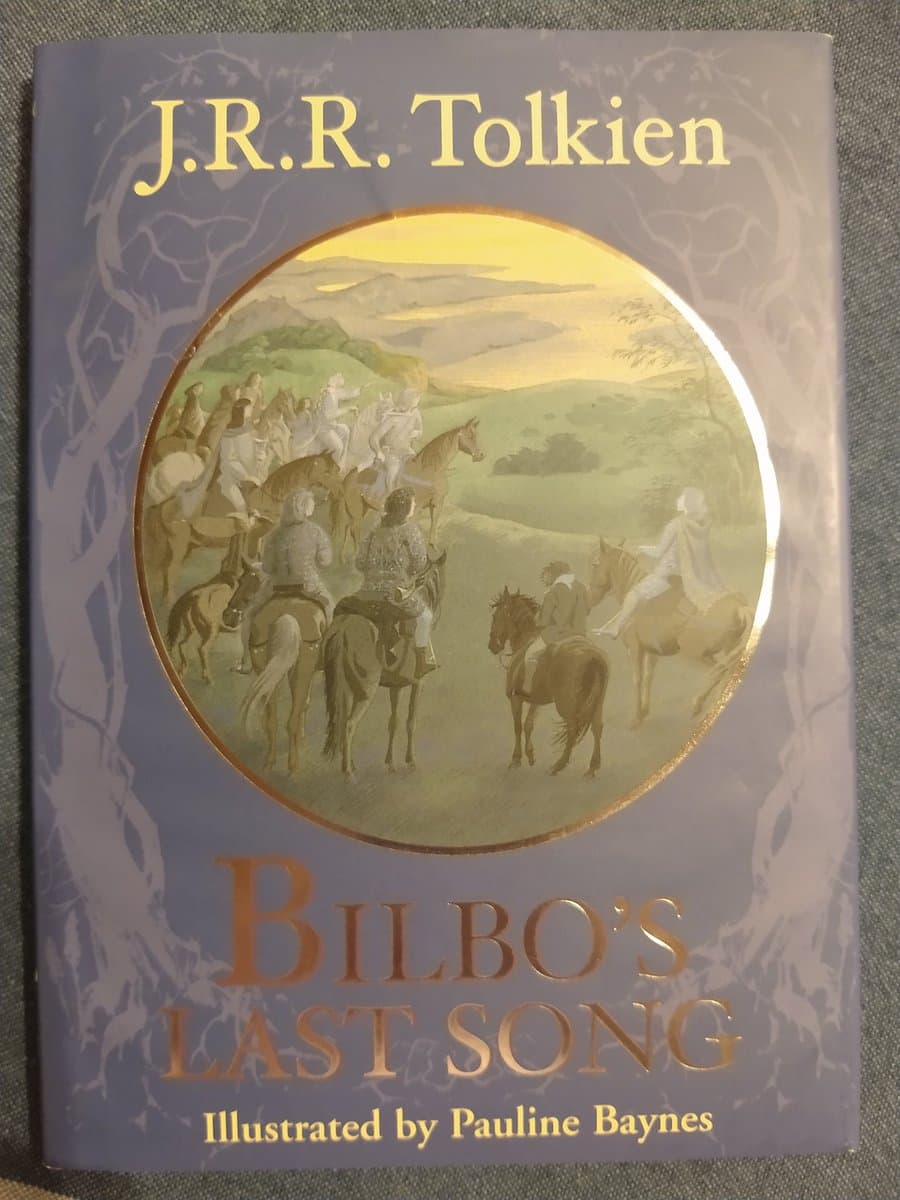 J.R.R. Tolkien
BILBO'S
LAST SONG
Illustrated by Pauline Baynes